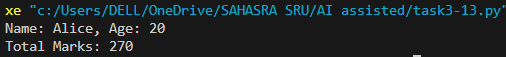 xe "c:/Users/DELL/OneDrive/SAHASRA SRU/AI assisted/task3-13.py"
Name: Alice, Age: 20
Total Marks: 270